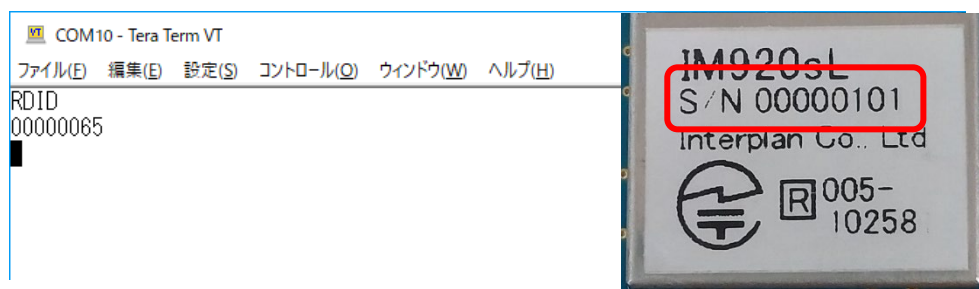 COM10 - Tera Term VT
ファイル(F) 編集(E) 設定(S) コントロール(O) ウィンドウ(W) ヘルプ(H)
RDID
00000065
IM920sL
S/N 00000101
Interplan Co., Ltd
R 005-
10258